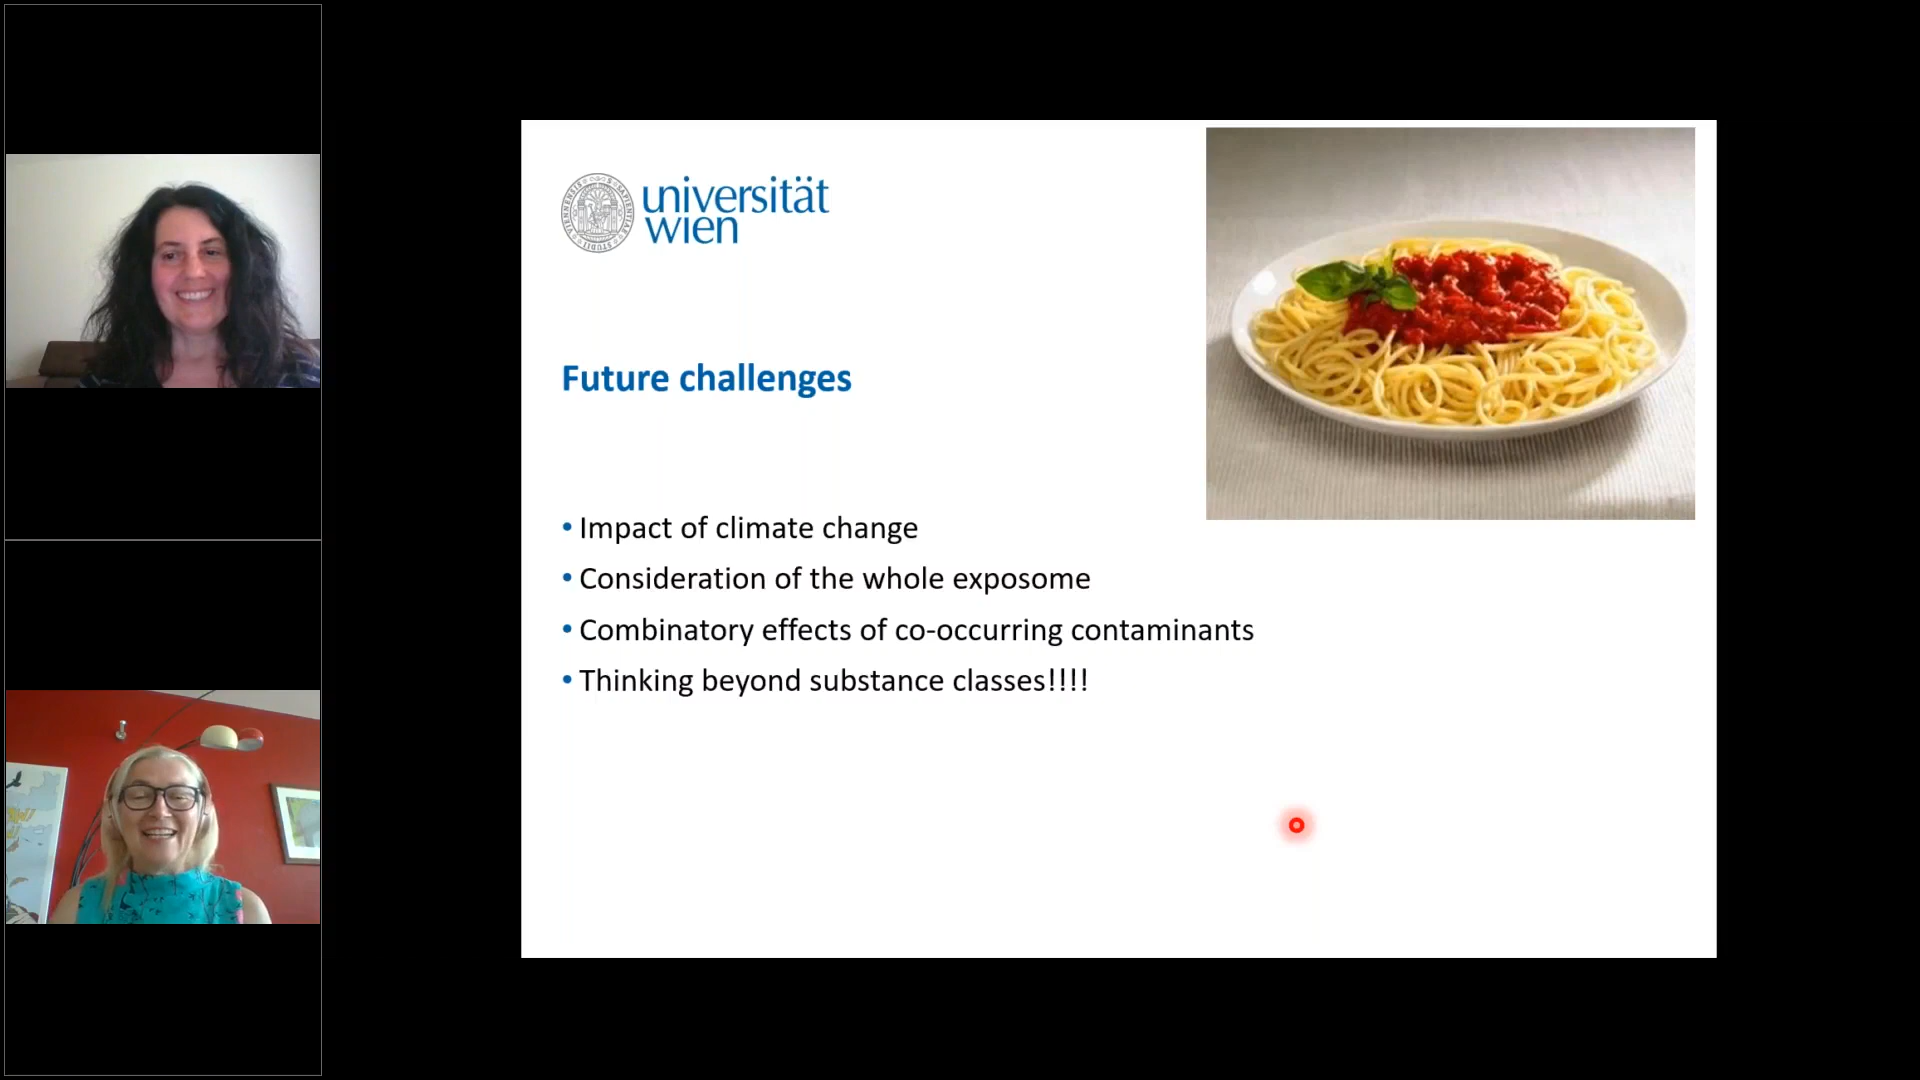 universität
wien
Future challenges
• Impact of climate change
• Consideration of the whole exposome
• Combinatory effects of co-occurring contaminants
• Thinking beyond substance classes!!!!